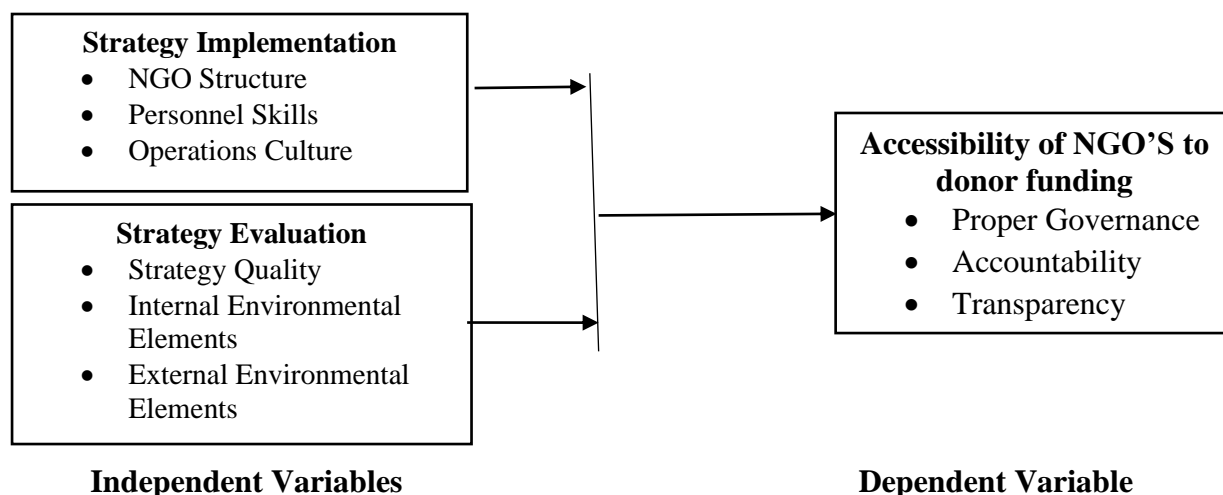 Strategy Implementation
• NGO Structure
• Personnel Skills
• Operations Culture
Strategy Evaluation
• Strategy Quality
• Internal Environmental
Elements
• External Environmental
Elements
Independent Variables
Accessibility of NGO’S to
donor funding
• Proper Governance
• Accountability
• Transparency
Dependent Variable